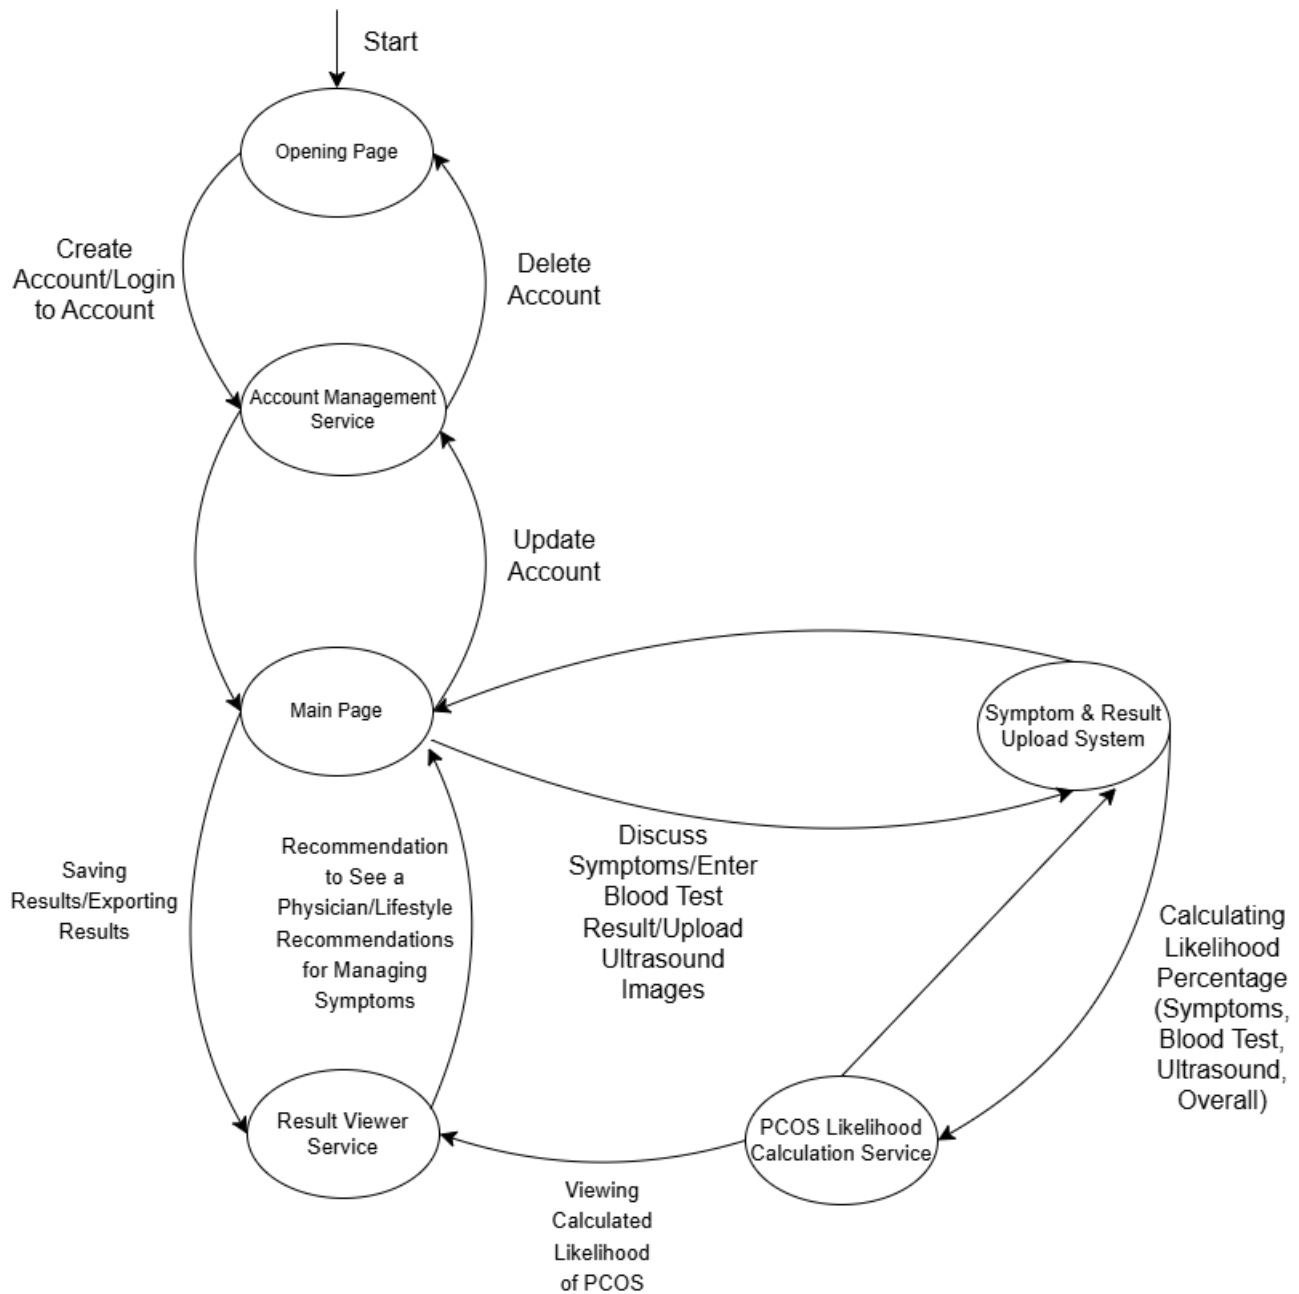 Start
Opening Page
Create
Account/Login
to Account
Delete
Account
Account Management
Service
Update
Account
Main Page
Symptom & Result
Upload System
Saving
Results/Exporting
Results
Recommendation
to See a
Physician/Lifestyle
Recommendations
for Managing
Symptoms
Discuss
Symptoms/Enter
Blood Test
Result/Upload
Ultrasound
Images
Calculating
Likelihood
Percentage
(Symptoms,
Blood Test,
Ultrasound,
Overall)
Result Viewer
Service
PCOS Likelihood
Calculation Service
Viewing
Calculated
Likelihood
of PCOS